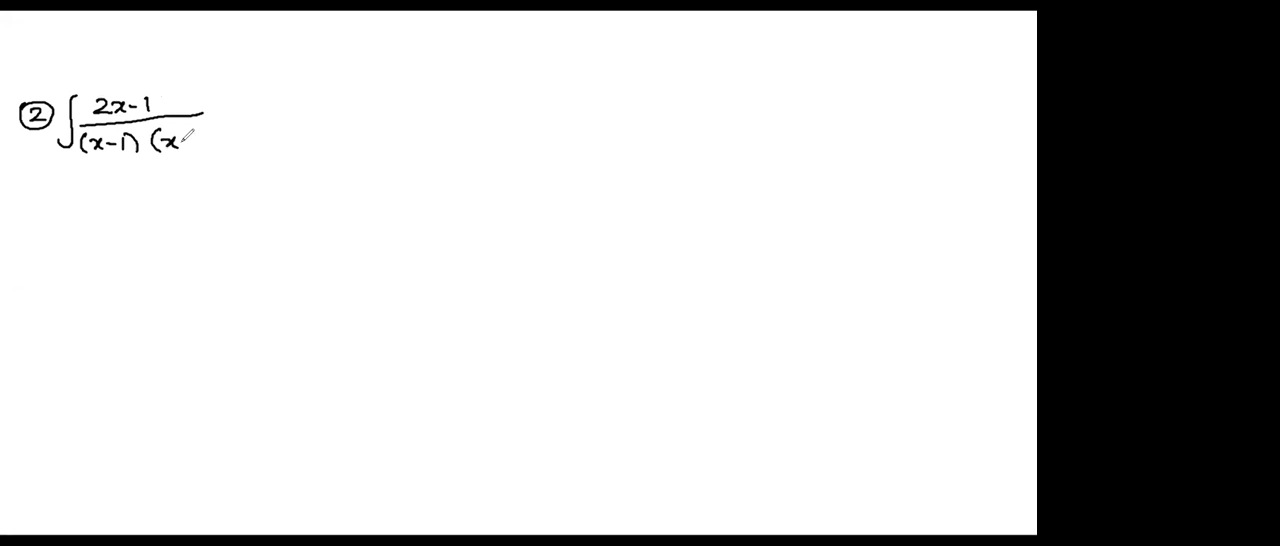 ② ∫ 2x-1
(x-1) (x